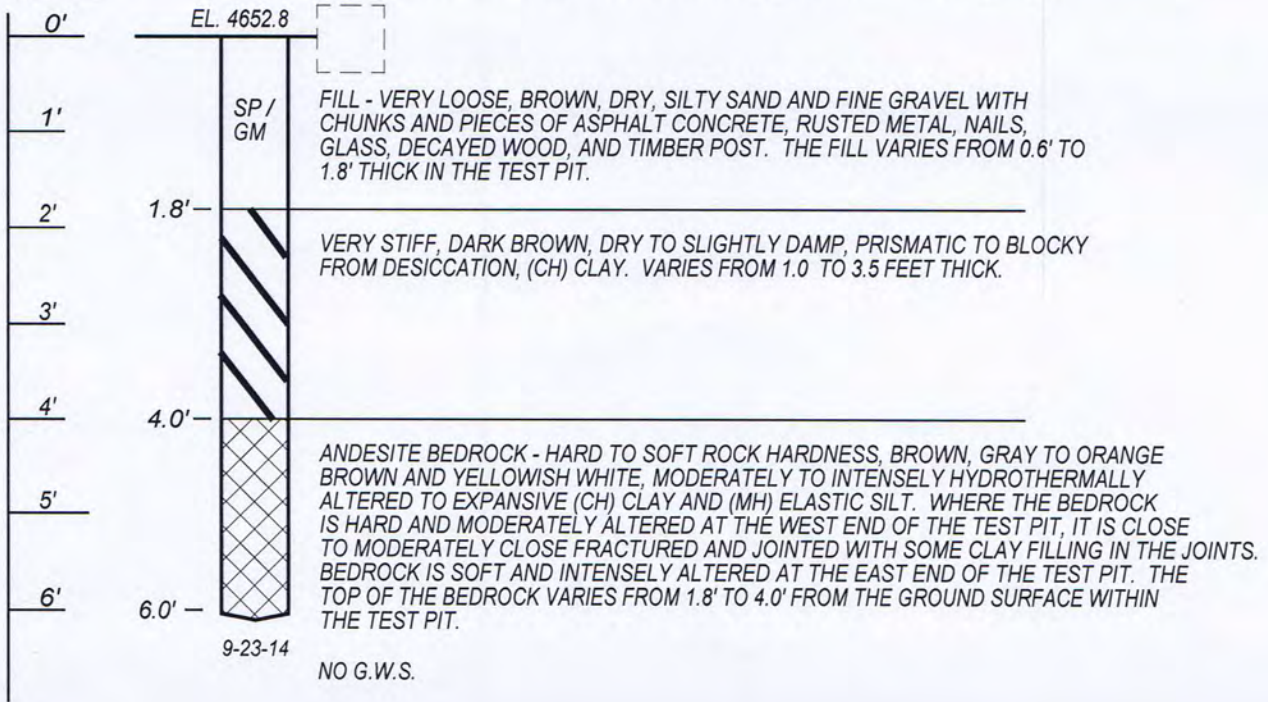 0'
EL. 4652.8
SP /
GM
FILL - VERY LOOSE, BROWN, DRY, SILTY SAND AND FINE GRAVEL WITH
CHUNKS AND PIECES OF ASPHALT CONCRETE, RUSTED METAL, NAILS,
GLASS, DECAYED WOOD, AND TIMBER POST. THE FILL VARIES FROM 0.6' TO
1.8' THICK IN THE TEST PIT.
1'
2'
1.8'
VERY STIFF, DARK BROWN, DRY TO SLIGHTLY DAMP, PRISMATIC TO BLOCKY
FROM DESICCATION, (CH) CLAY. VARIES FROM 1.0 TO 3.5 FEET THICK.
3'
4'
4.0'
ANDESITE BEDROCK - HARD TO SOFT ROCK HARDNESS, BROWN, GRAY TO ORANGE
BROWN AND YELLOWISH WHITE, MODERATELY TO INTENSELY HYDROTHERMALLY
ALTERED TO EXPANSIVE (CH) CLAY AND (MH) ELASTIC SILT. WHERE THE BEDROCK
IS HARD AND MODERATELY ALTERED AT THE WEST END OF THE TEST PIT, IT IS CLOSE
TO MODERATELY CLOSE FRACTURED AND JOINTED WITH SOME CLAY FILLING IN THE JOINTS.
BEDROCK IS SOFT AND INTENSELY ALTERED AT THE EAST END OF THE TEST PIT. THE
TOP OF THE BEDROCK VARIES FROM 1.8' TO 4.0' FROM THE GROUND SURFACE WITHIN
THE TEST PIT.
5'
6'
6.0'
9-23-14
NO G.W.S.